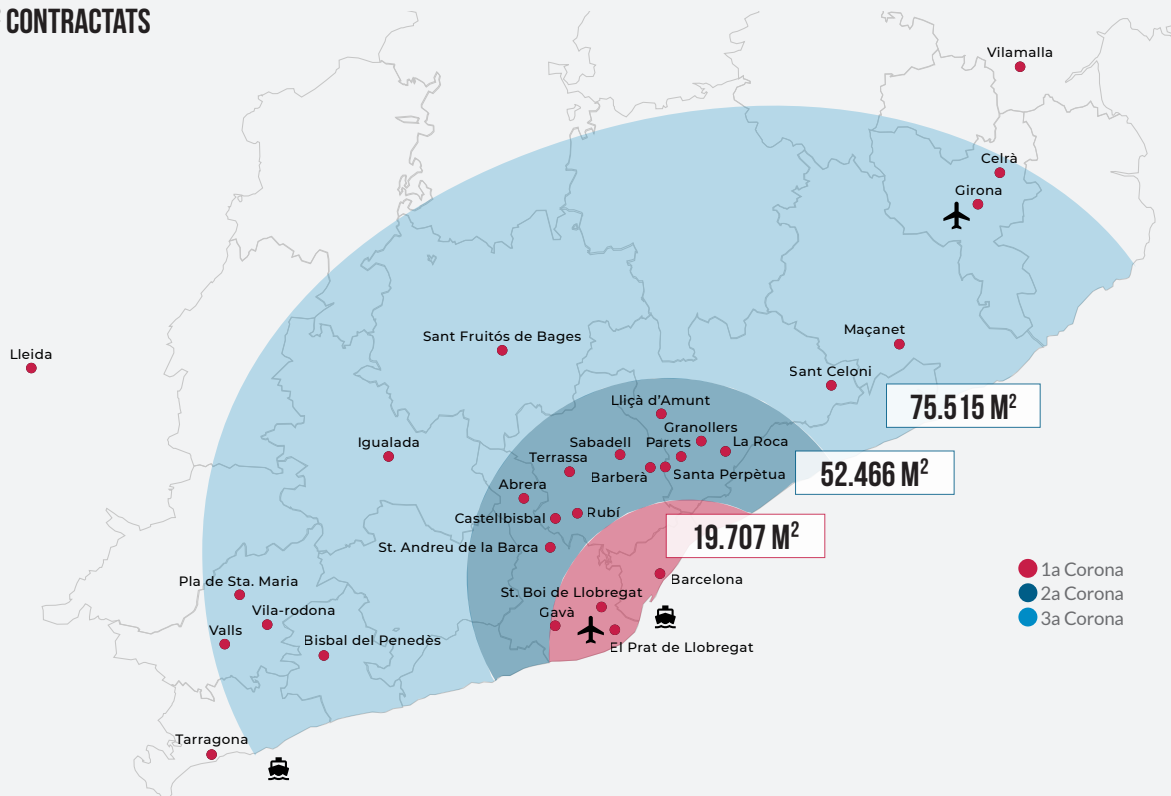 CONTRACTATS
Vilamalla
Celrà
Girona
Maçanet
Sant Fruitós de Bages
Lleida
Sant Celoni
75.515 M²
Lliçà d’Amunt
Granollers
Sabadell
Parets
La Roca
Igualada
Terrassa
Barberà
Santa Perpètua
52.466 M²
Abrera
Castellbisbal
Rubí
19.707 M²
St. Andreu de la Barca
1a Corona
Barcelona
Pla de Sta. Maria
St. Boi de Llobregat
2a Corona
Vila-rodona
Gavà
3a Corona
Valls
Bisbal del Penedès
El Prat de Llobregat
Tarragona